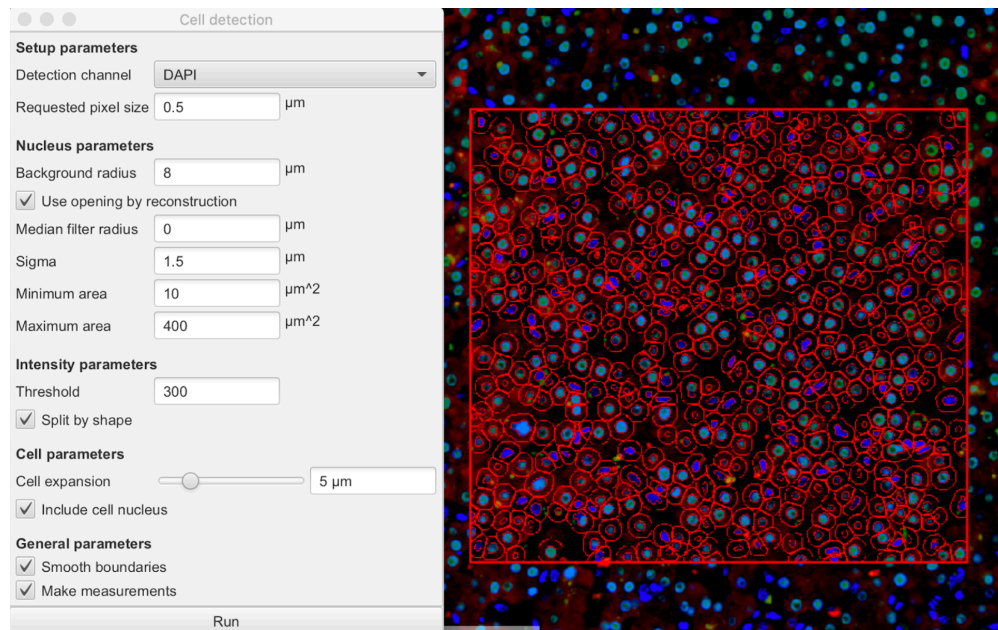 Cell detection
Setup parameters
Detection channel DAPI
Requested pixel size 0.5 µm
Nucleus parameters
Background radius 8 µm
Use opening by reconstruction
Median filter radius 0 µm
Sigma 1.5 µm
Minimum area 10 µm^2
Maximum area 400 µm^2
Intensity parameters
Threshold 300
Split by shape
Cell parameters
Cell expansion 5 µm
Include cell nucleus
General parameters
Smooth boundaries
Make measurements
Run